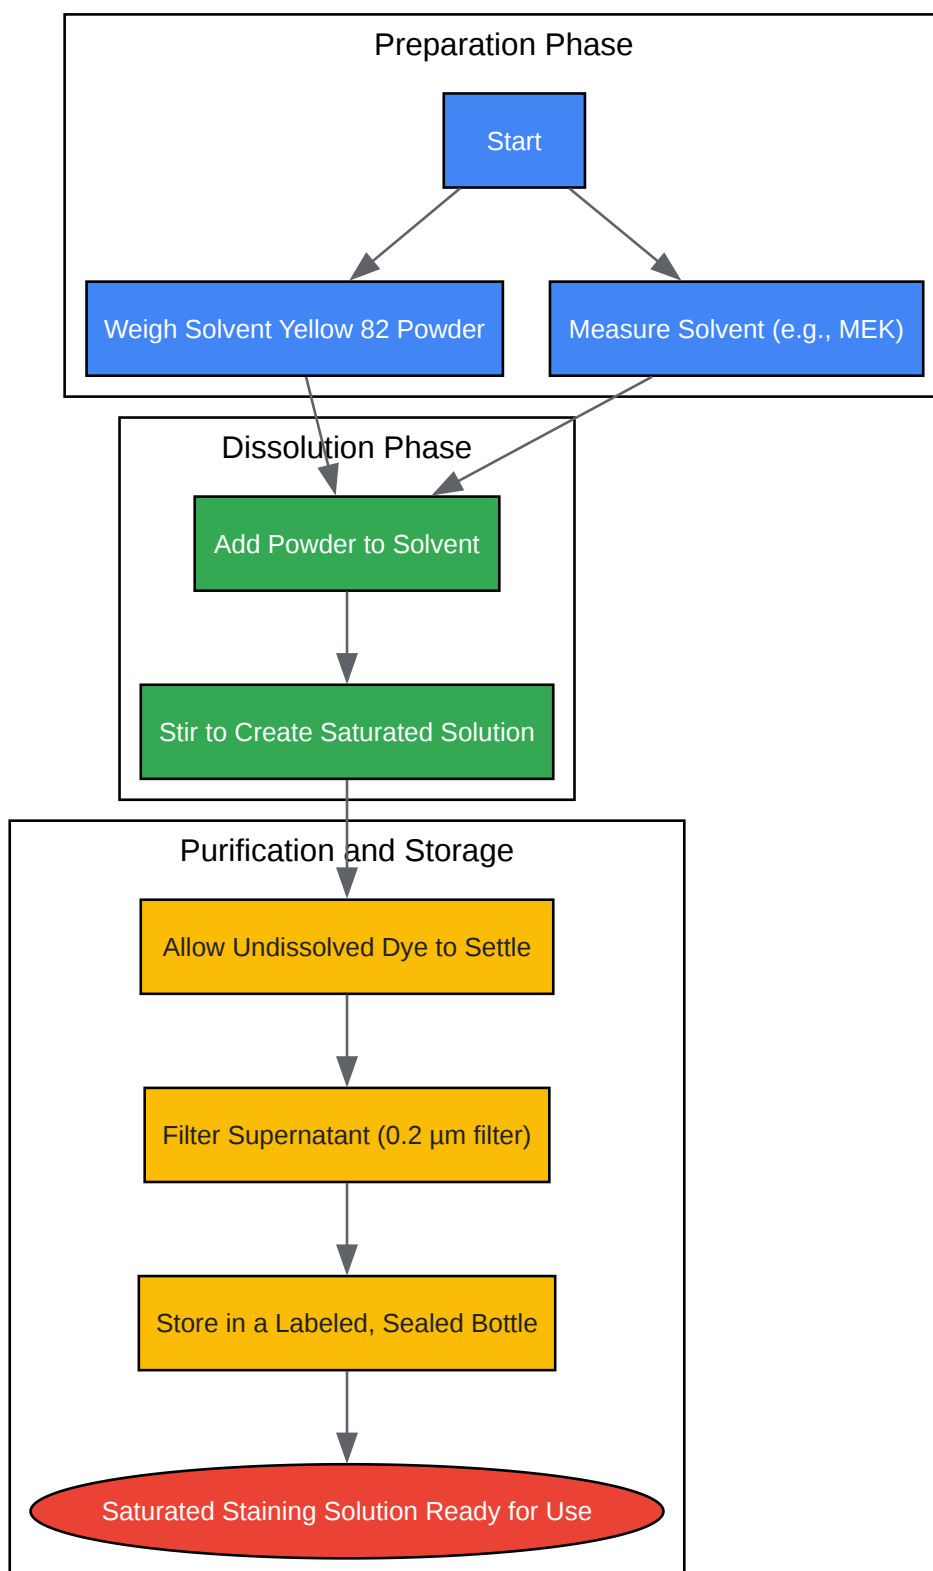 Preparation Phase
Start
Weigh Solvent Yellow 82 Powder
Measure Solvent (e.g., MEK)
Dissolution Phase
Add Powder to Solvent
Stir to Create Saturated Solution
Purification and Storage
Allow Undissolved Dye to Settle
Filter Supernatant (0.2 µm filter)
Store in a Labeled, Sealed Bottle
Saturated Staining Solution Ready for Use